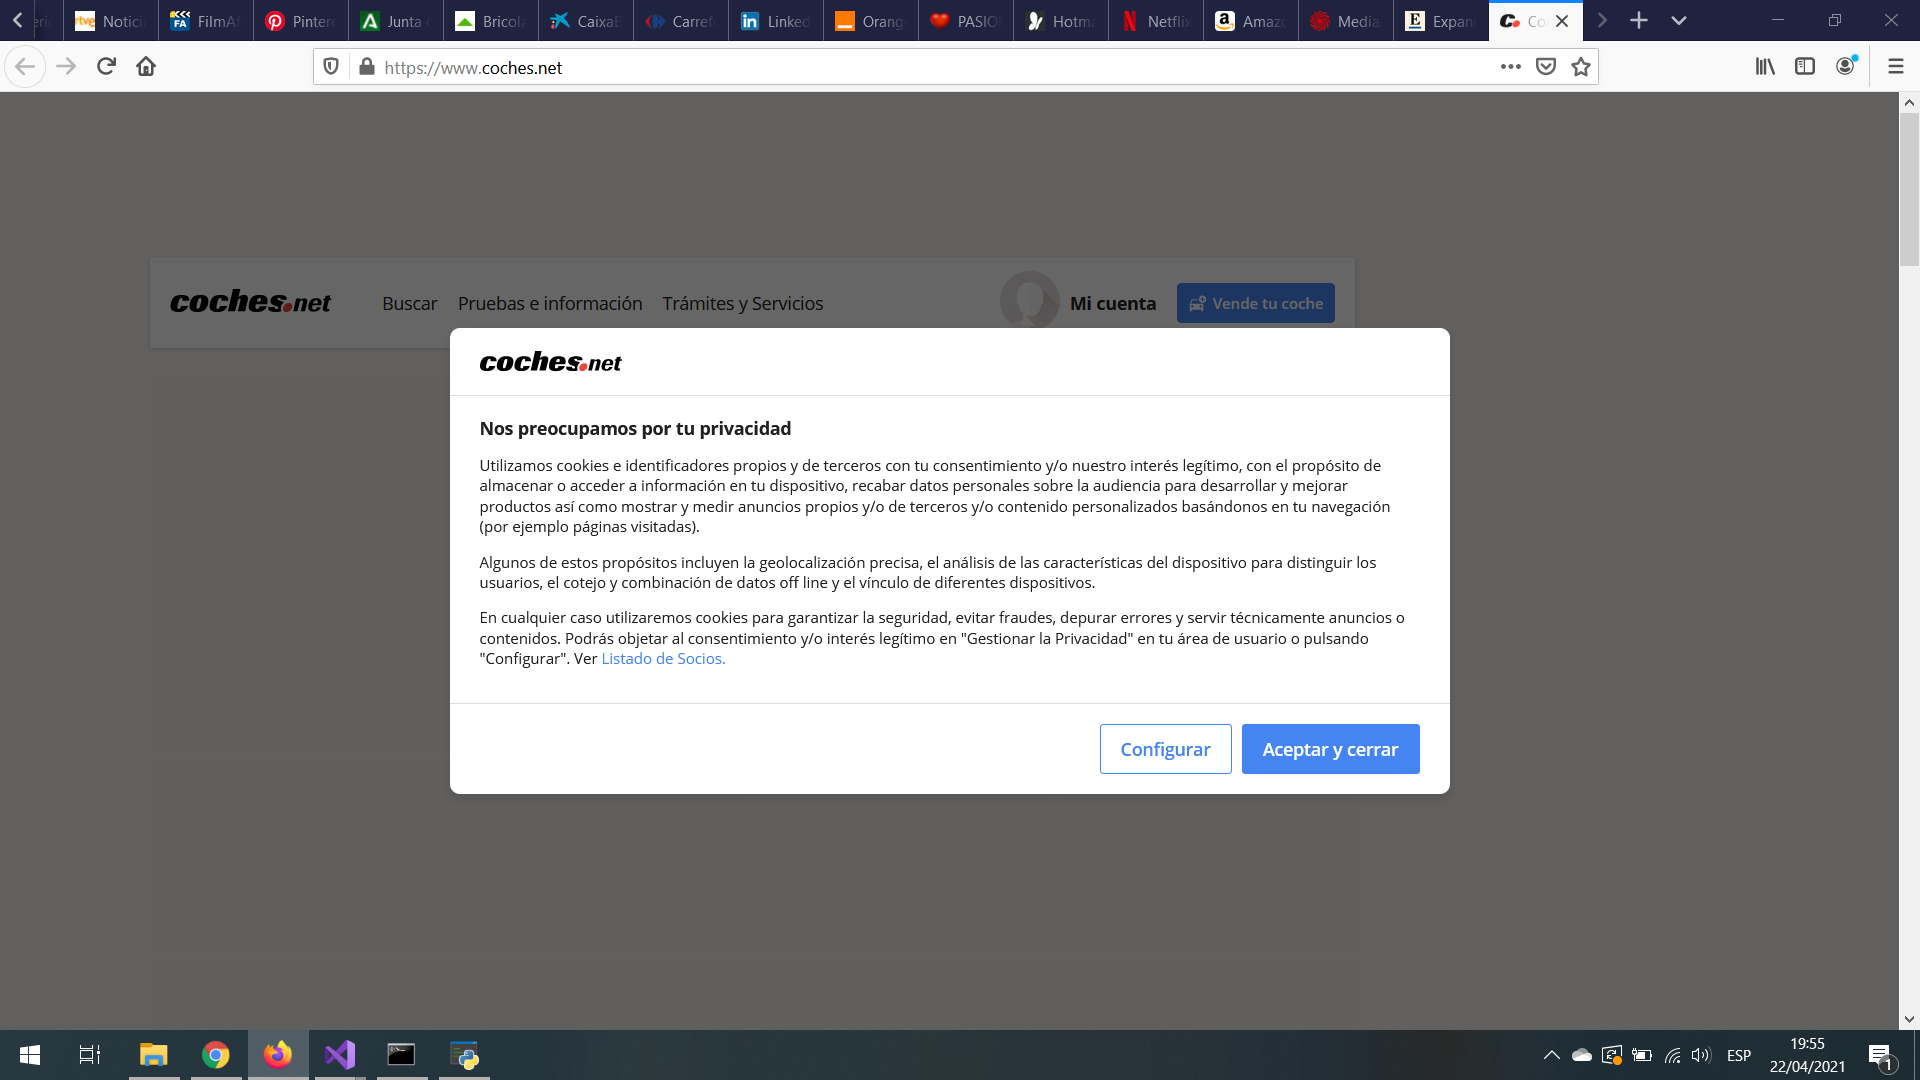 Notici
FilmA
Pinter
Junta
Bricol
CaixaB
Carref
Linked
Orang
PASIO
Hotm
Netflix
Amaz
Media
Expan
Co
https://www.coches.net
coches.net
Buscar
Pruebas e información
Trámites y Servicios
Mi cuenta
Vende tu coche
coches.net
Nos preocupamos por tu privacidad
Utilizamos cookies e identificadores propios y de terceros con tu consentimiento y/o nuestro interés legítimo, con el propósito de
almacenar o acceder a información en tu dispositivo, recabar datos personales sobre la audiencia para desarrollar y mejorar
productos así como mostrar y medir anuncios propios y/o de terceros y/o contenido personalizados basándonos en tu navegación
(por ejemplo páginas visitadas).
Algunos de estos propósitos incluyen la geolocalización precisa, el análisis de las características del dispositivo para distinguir los
usuarios, el cotejo y combinación de datos off line y el vínculo de diferentes dispositivos.
En cualquier caso utilizaremos cookies para garantizar la seguridad, evitar fraudes, depurar errores y servir técnicamente anuncios o
contenidos. Podrás objetar al consentimiento y/o interés legítimo en "Gestionar la Privacidad" en tu área de usuario o pulsando
"Configurar". Ver Listado de Socios.
Configurar
Aceptar y cerrar
ESP
19:55
22/04/2021
1